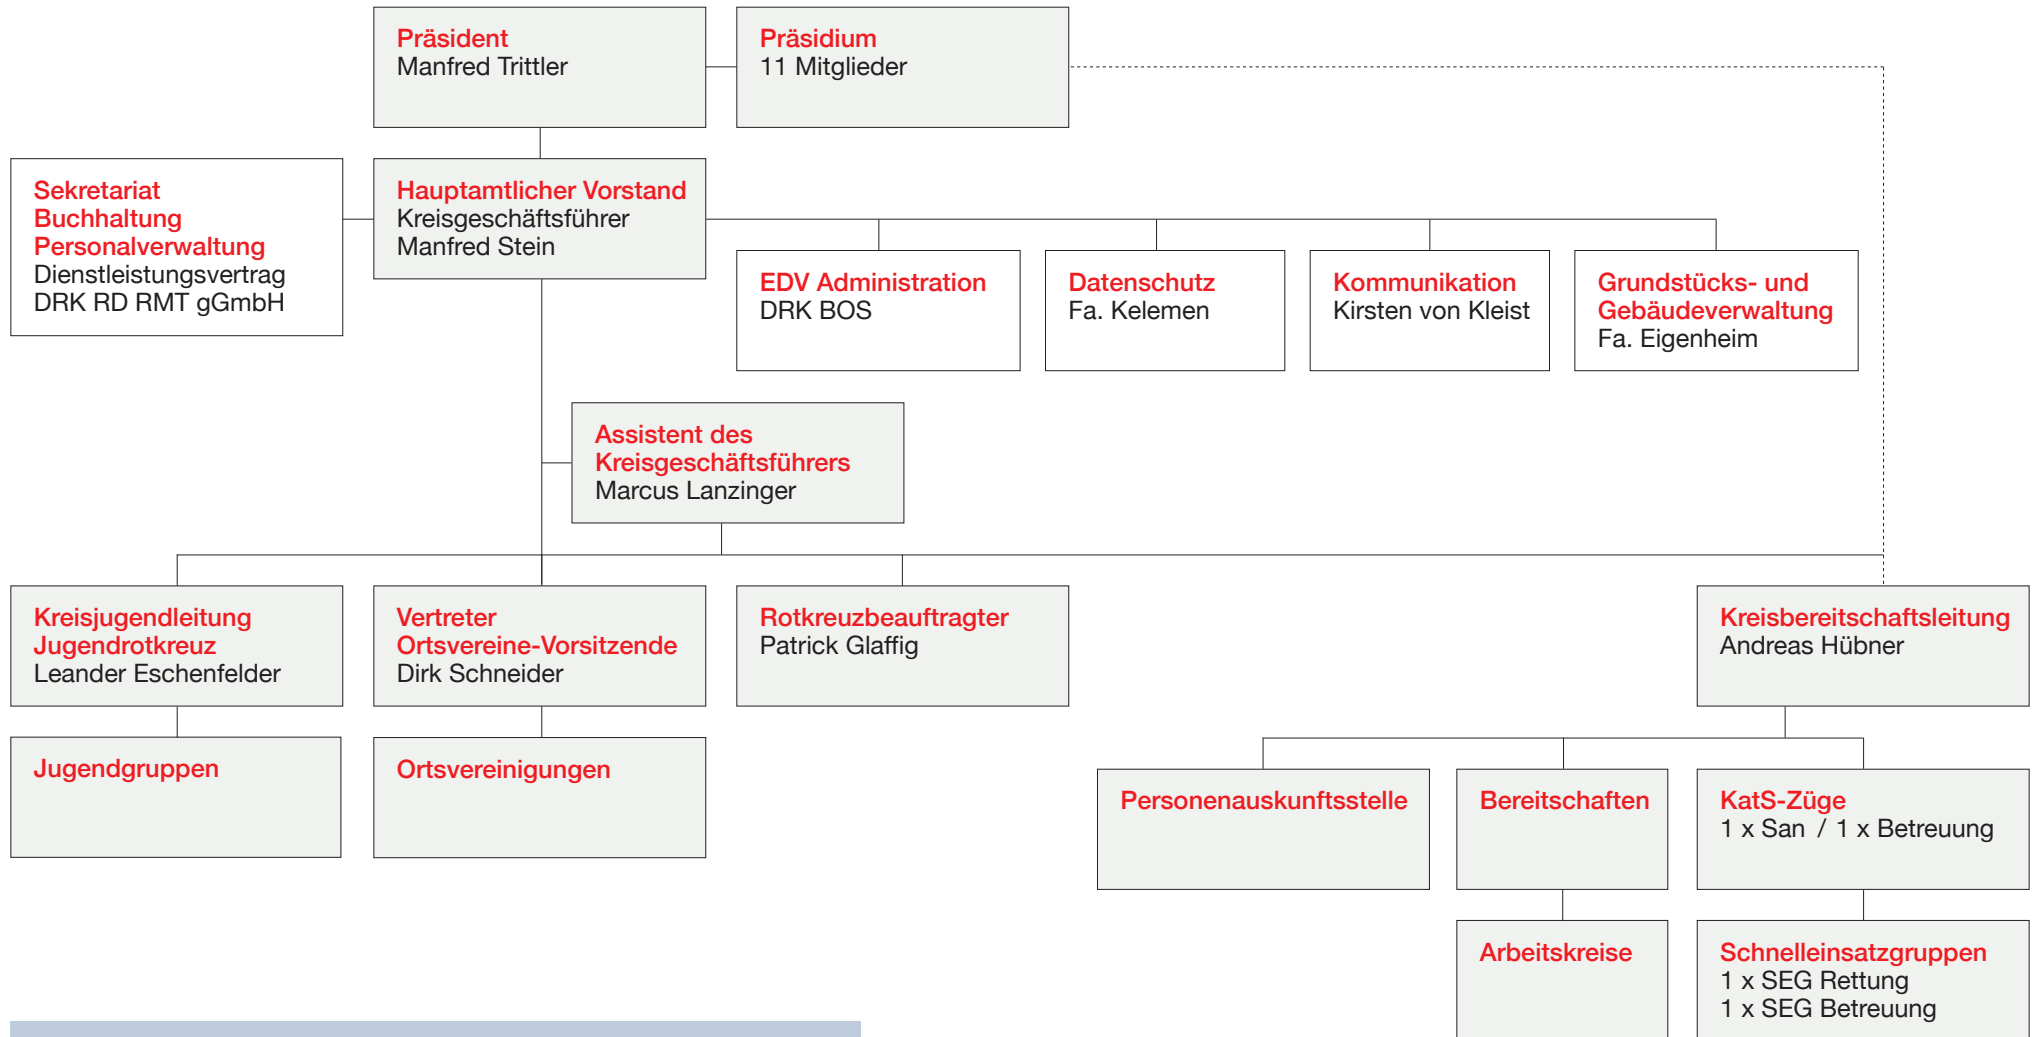 Präsident
Manfred Trittler
Präsidium
11 Mitglieder
Sekretariat
Buchhaltung
Personalverwaltung
Dienstleistungsvertrag
DRK RD RMT gGmbH
Hauptamtlicher Vorstand
Kreisgeschäftsführer
Manfred Stein
EDV Administration
DRK BOS
Datenschutz
Fa. Kelemen
Kommunikation
Kirsten von Kleist
Grundstücks- und
Gebäudeverwaltung
Fa. Eigenheim
Assistent des
Kreisgeschäftsführers
Marcus Lanzinger
Kreisjugendleitung
Jugendrotkreuz
Leander Eschenfelder
Vertreter
Ortsvereine-Vorsitzende
Dirk Schneider
Rotkreuzbeauftragter
Patrick Glaffig
Kreisbereitschaftsleitung
Andreas Hübner
Jugendgruppen
Ortsvereinigungen
Personenauskunftsstelle
Bereitschaften
KatS-Züge
1 x San / 1 x Betreuung
Arbeitskreise
Schnelleinsatzgruppen
1 x SEG Rettung
1 x SEG Betreuung